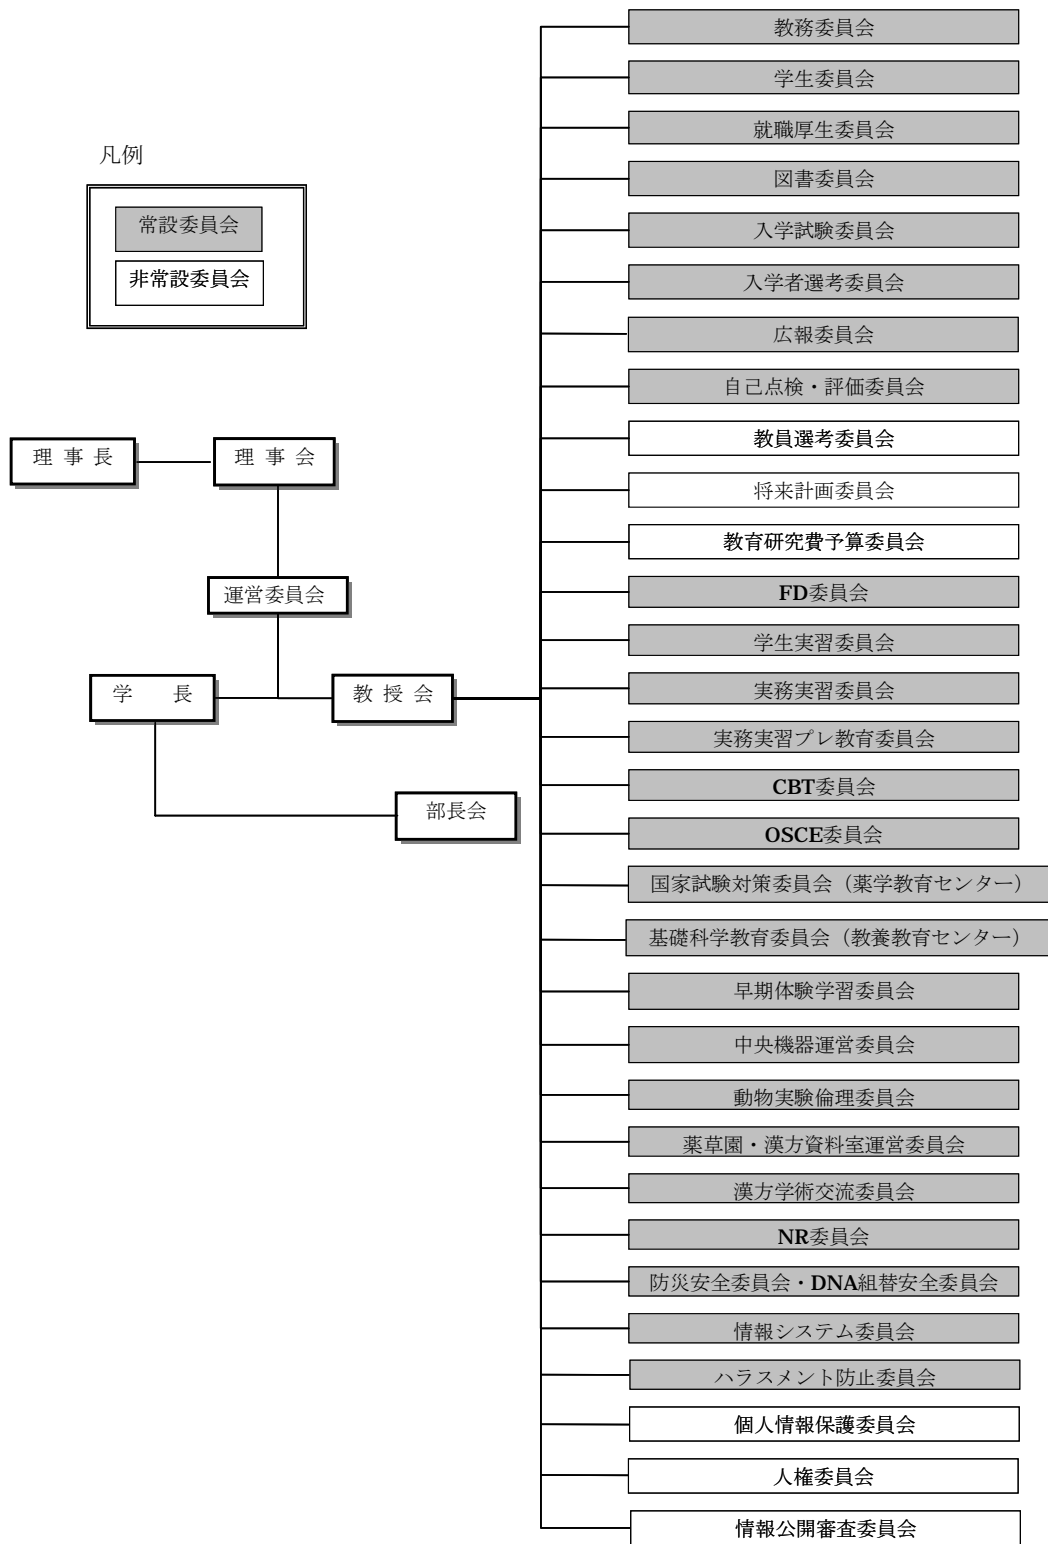 凡例
常設委員会
非常設委員会
理 事 長
理 事 会
運営委員会
学 長
教 授 会
部長会
教務委員会
学生委員会
就職厚生委員会
図書委員会
入学試験委員会
入学者選考委員会
広報委員会
自己点検・評価委員会
教員選考委員会
将来計画委員会
教育研究費予算委員会
FD委員会
学生実習委員会
実務実習委員会
実務実習プレ教育委員会
CBT委員会
OSCE委員会
国家試験対策委員会（薬学教育センター）
基礎科学教育委員会（教養教育センター）
早期体験学習委員会
中央機器運営委員会
動物実験倫理委員会
薬草園・漢方資料室運営委員会
漢方学術交流委員会
NR委員会
防災安全委員会・DNA組替安全委員会
情報システム委員会
ハラスメント防止委員会
個人情報保護委員会
人権委員会
情報公開審査委員会